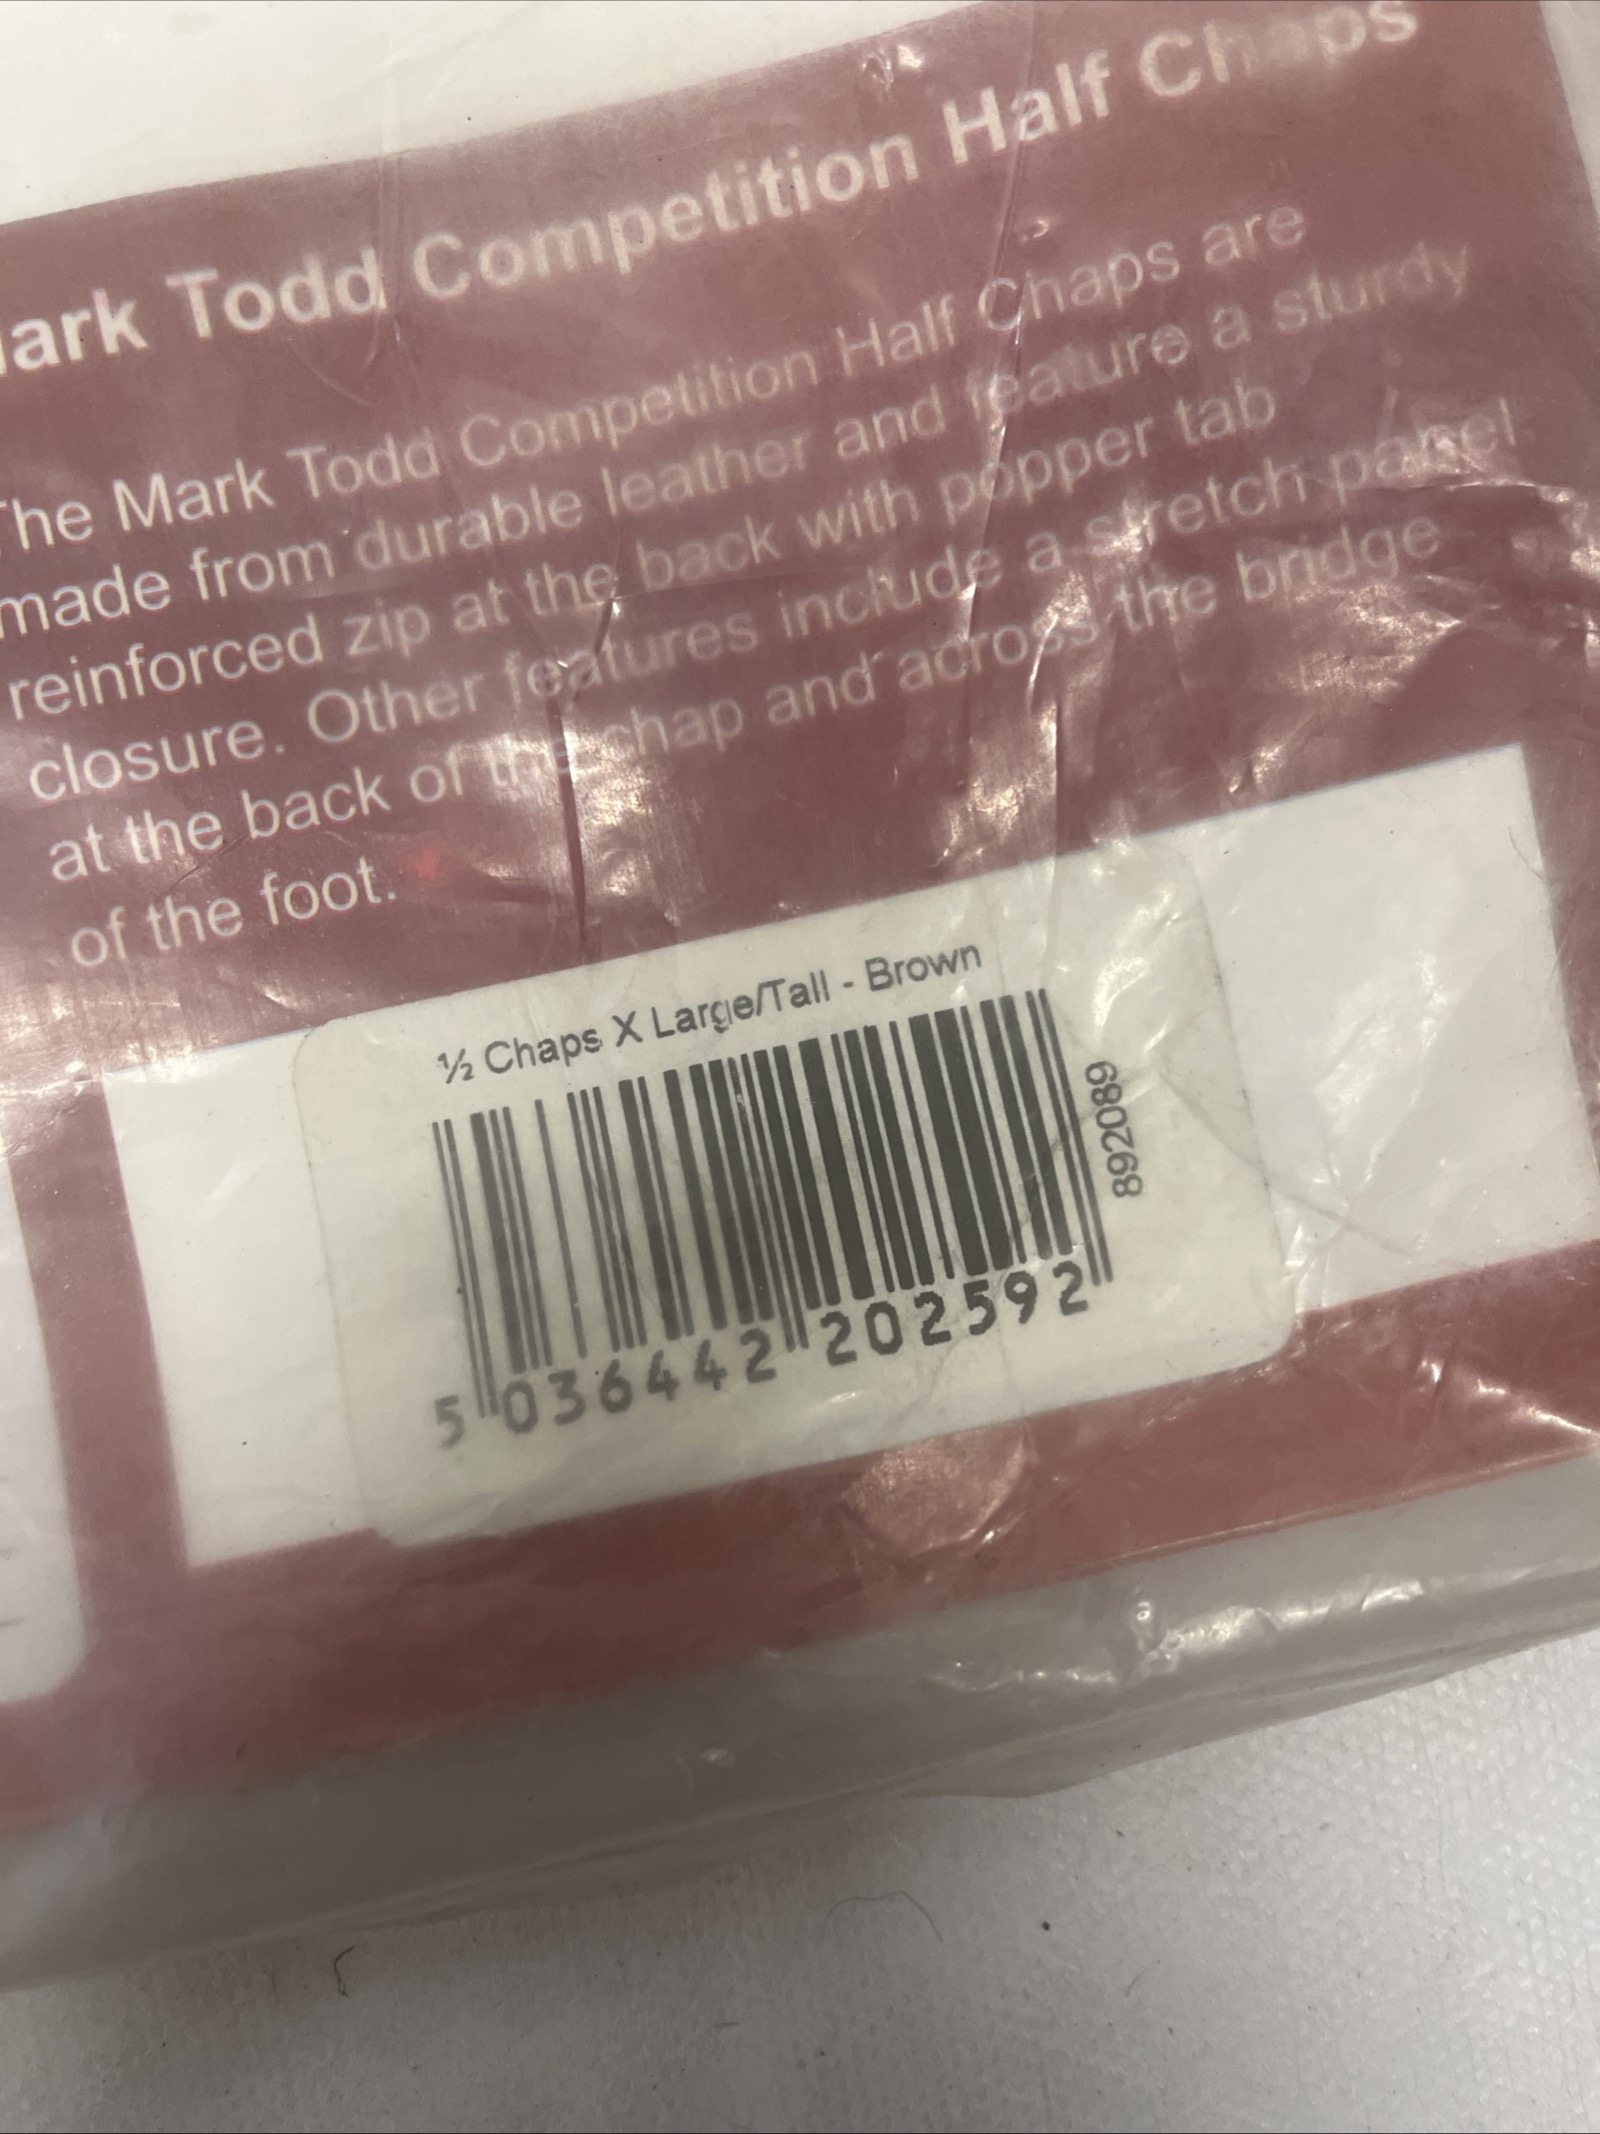 Mark Todd Competition Half Chaps
The Mark Todd Competition Half Chaps are
made from durable leather and feature a sturdy
reinforced zip at the back with popper tab
closure. Other features include a stretch panel
at the back of the chap and across the bridge
of the foot.
½ Chaps X Large/Tall - Brown
892089
5 036442 202592